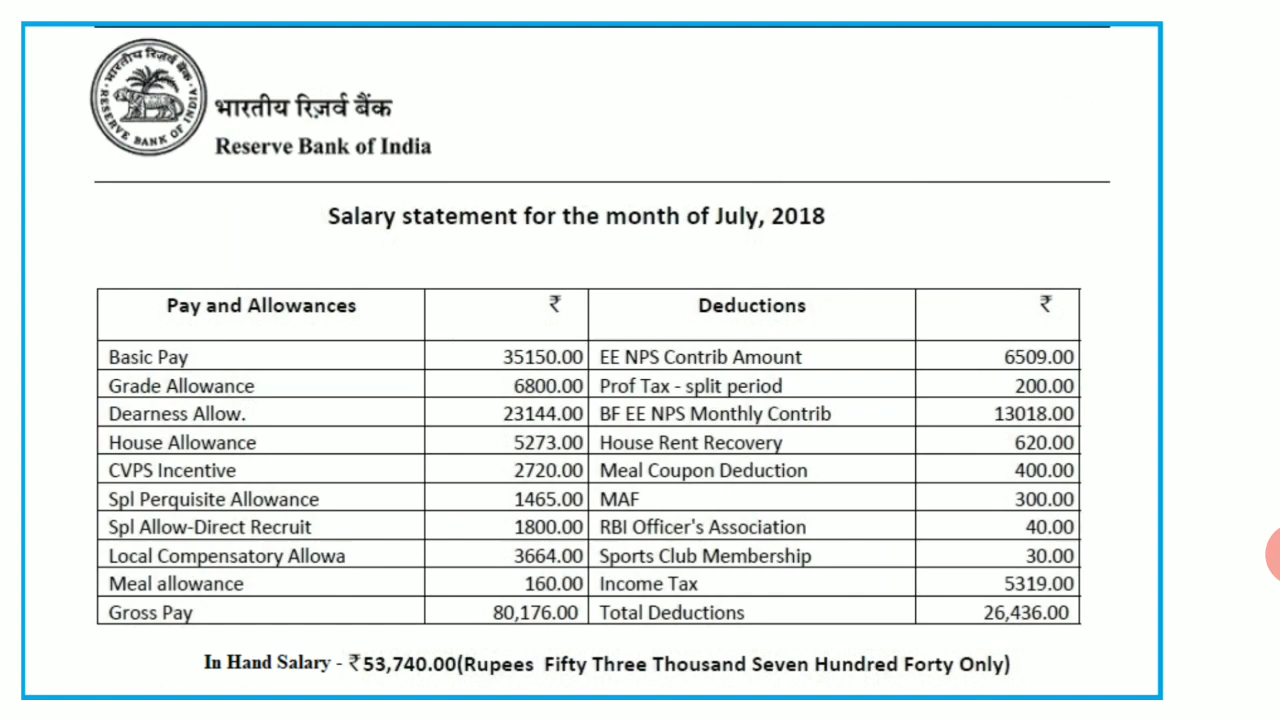 भारतीय रिज़र्व बैंक
RESERVE BANK OF INDIA
भारतीय रिज़र्व बैंक
Reserve Bank of India
Salary statement for the month of July, 2018
Pay and Allowances ₹ Deductions ₹
Basic Pay 35150.00 EE NPS Contrib Amount 6509.00
Grade Allowance 6800.00 Prof Tax - split period 200.00
Dearness Allow. 23144.00 BF EE NPS Monthly Contrib 13018.00
House Allowance 5273.00 House Rent Recovery 620.00
CVPS Incentive 2720.00 Meal Coupon Deduction 400.00
Spl Perquisite Allowance 1465.00 MAF 300.00
Spl Allow-Direct Recruit 1800.00 RBI Officer's Association 40.00
Local Compensatory Allowa 3664.00 Sports Club Membership 30.00
Meal allowance 160.00 Income Tax 5319.00
Gross Pay 80,176.00 Total Deductions 26,436.00
In Hand Salary - ₹53,740.00(Rupees Fifty Three Thousand Seven Hundred Forty Only)